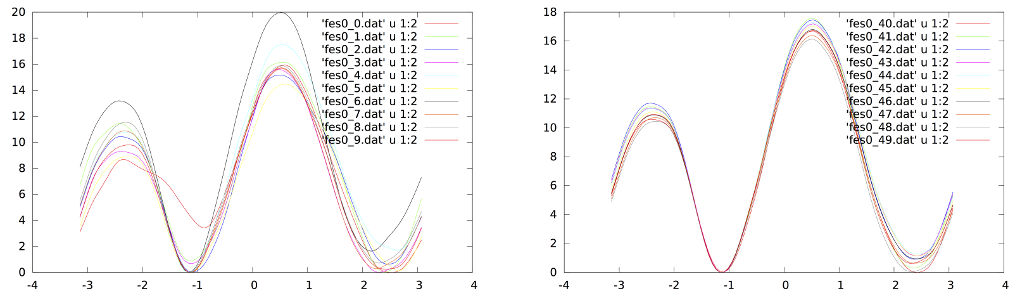 20
18
16
14
12
10
8
6
4
2
0
-4
-3
-2
-1
0
1
2
3
4
'fes0_0.dat' u 1:2
'fes0_1.dat' u 1:2
'fes0_2.dat' u 1:2
'fes0_3.dat' u 1:2
'fes0_4.dat' u 1:2
'fes0_5.dat' u 1:2
'fes0_6.dat' u 1:2
'fes0_7.dat' u 1:2
'fes0_8.dat' u 1:2
'fes0_9.dat' u 1:2
18
16
14
12
10
8
6
4
2
0
-4
-3
-2
-1
0
1
2
3
4
'fes0_40.dat' u 1:2
'fes0_41.dat' u 1:2
'fes0_42.dat' u 1:2
'fes0_43.dat' u 1:2
'fes0_44.dat' u 1:2
'fes0_45.dat' u 1:2
'fes0_46.dat' u 1:2
'fes0_47.dat' u 1:2
'fes0_48.dat' u 1:2
'fes0_49.dat' u 1:2